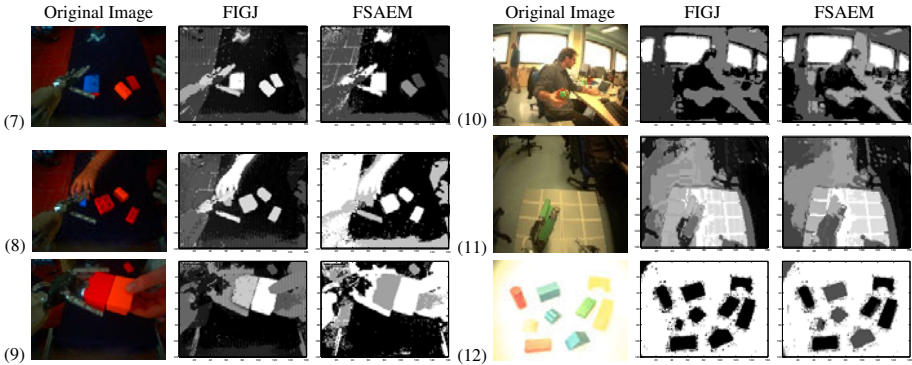 Original Image FIGJ FSAEM Original Image FIGJ FSAEM
(7) (10)
(8) (11)
(9) (12)